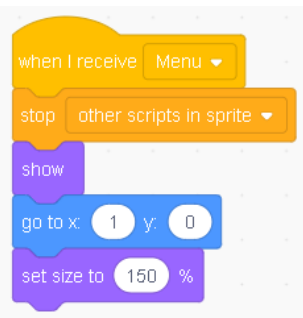 when I receive Menu
stop other scripts in sprite
show
go to x: 1 y: 0
set size to 150 %